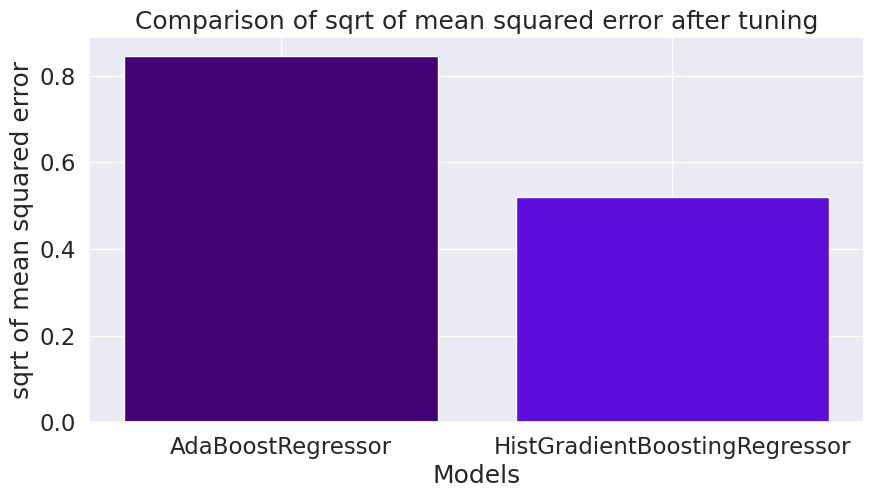 Comparison of sqrt of mean squared error after tuning
sqrt of mean squared error
0.8
0.6
0.4
0.2
0.0
AdaBoostRegressor
HistGradientBoostingRegressor
Models